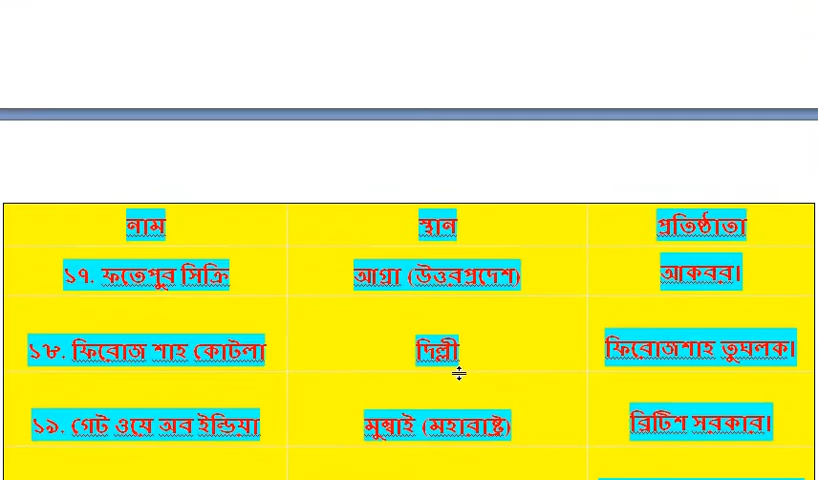 নাম স্থান প্রতিষ্ঠাতা
১৭. ফতেপুর সিক্রি আগ্রা (উত্তরপ্রদেশ) আকবর।
১৮. ফিরোজ শাহ কোটলা দিল্লী ফিরোজশাহ তুঘলক।
১৯. গেট ওয়ে অব ইন্ডিয়া মুম্বাই (মহারাষ্ট্র) ব্রিটিশ সরকার।